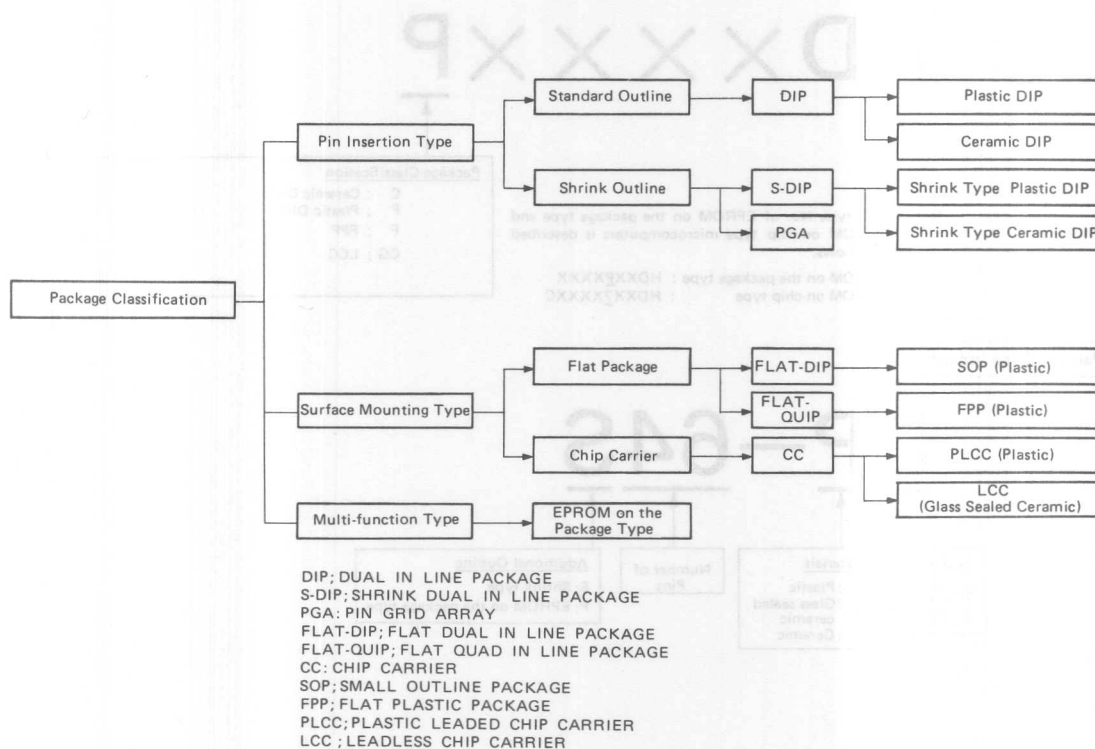 Package Classification
Pin Insertion Type
Standard Outline
DIP
Plastic DIP
Ceramic DIP
Shrink Outline
S-DIP
Shrink Type Plastic DIP
PGA
Shrink Type Ceramic DIP
Surface Mounting Type
Flat Package
FLAT-DIP
SOP (Plastic)
FLAT-
QUIP
FPP (Plastic)
Chip Carrier
CC
PLCC (Plastic)
LCC
(Glass Sealed Ceramic)
Multi-function Type
EPROM on the
Package Type
DIP; DUAL IN LINE PACKAGE
S-DIP; SHRINK DUAL IN LINE PACKAGE
PGA: PIN GRID ARRAY
FLAT-DIP; FLAT DUAL IN LINE PACKAGE
FLAT-QUIP; FLAT QUAD IN LINE PACKAGE
CC: CHIP CARRIER
SOP; SMALL OUTLINE PACKAGE
FPP; FLAT PLASTIC PACKAGE
PLCC; PLASTIC LEADED CHIP CARRIER
LCC ; LEADLESS CHIP CARRIER